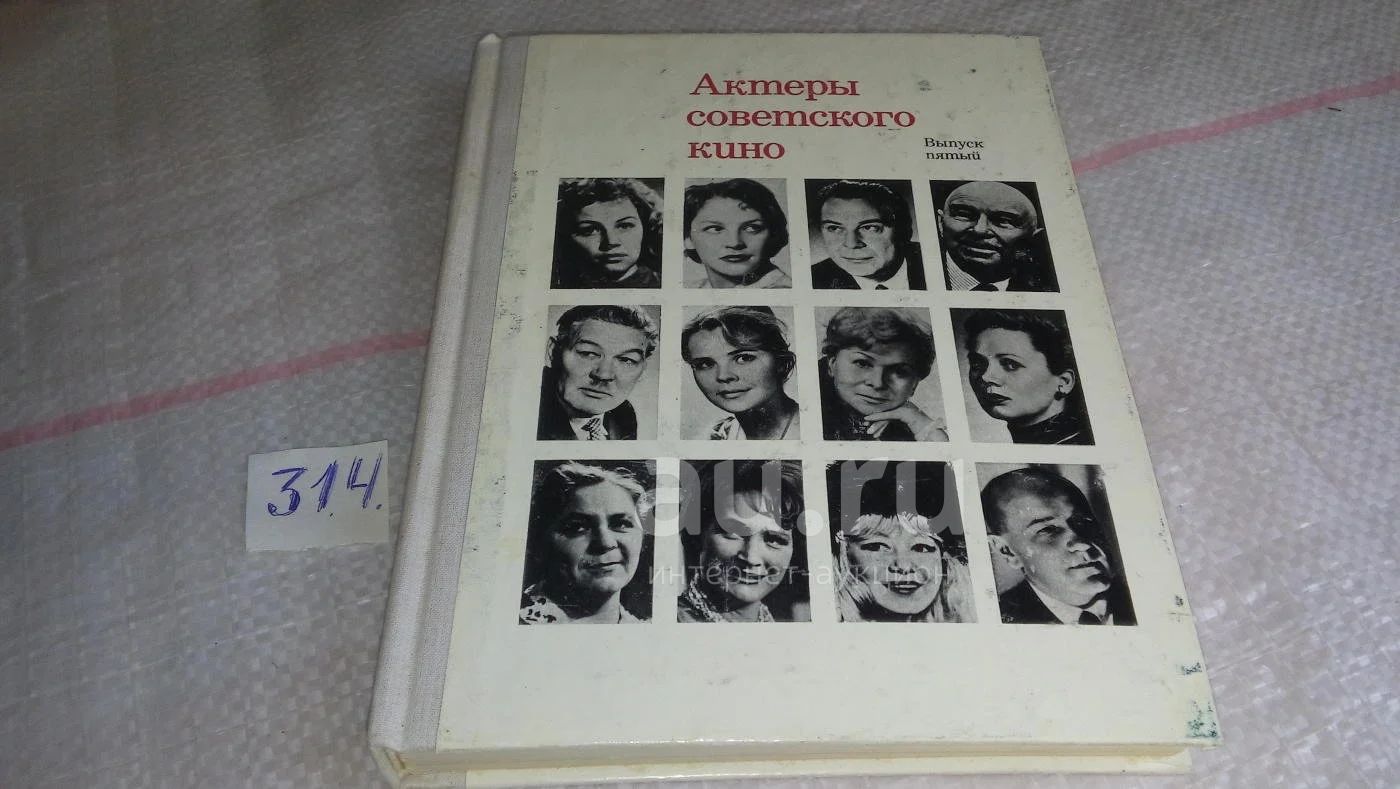 Актеры
советского
кино
Выпуск
пятый
314.
au.ru
интернет-аукцион